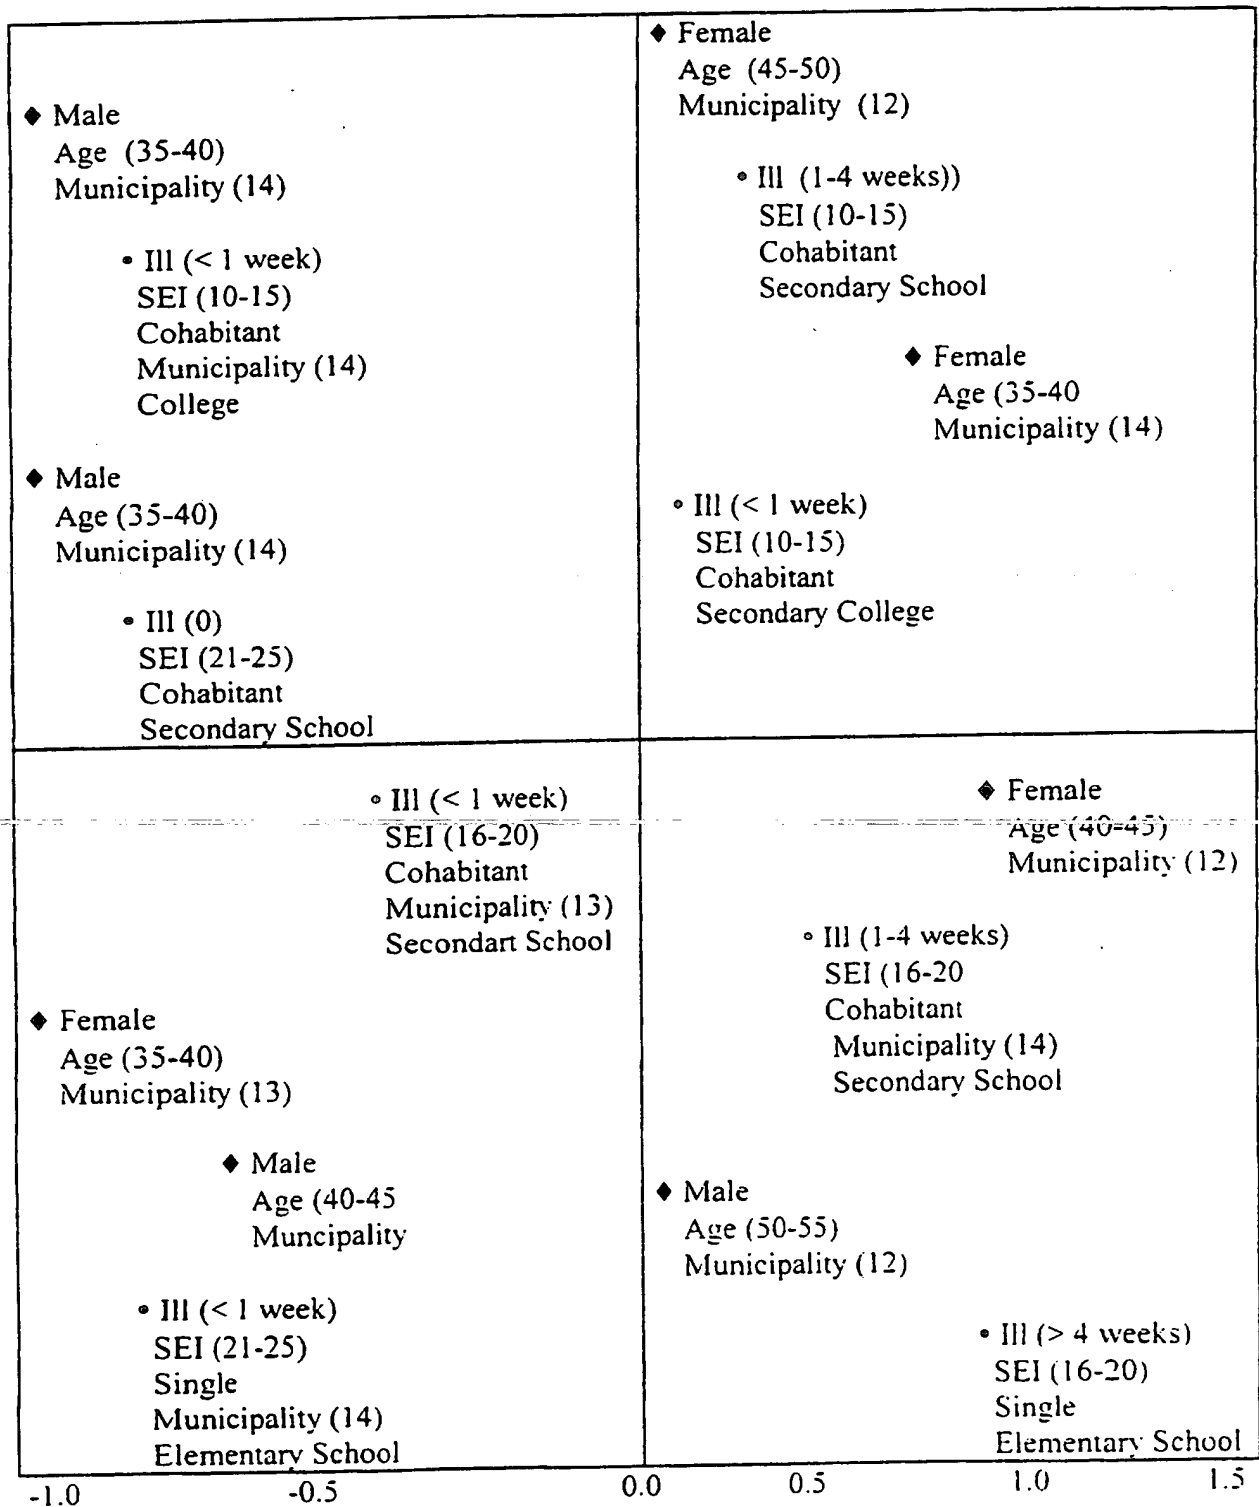 ◆ Male
Age (35-40)
Municipality (14)
• Ill (< 1 week)
SEI (10-15)
Cohabitant
Municipality (14)
College
◆ Male
Age (35-40)
Municipality (14)
• Ill (0)
SEI (21-25)
Cohabitant
Secondary School
◆ Female
Age (45-50)
Municipality (12)
• Ill (1-4 weeks))
SEI (10-15)
Cohabitant
Secondary School
◆ Female
Age (35-40
Municipality (14)
• Ill (< 1 week)
SEI (10-15)
Cohabitant
Secondary College
• Ill (< 1 week)
SEI (16-20)
Cohabitant
Municipality (13)
Secondart School
◆ Female
Age (35-40)
Municipality (13)
◆ Male
Age (40-45
Muncipality
• Ill (< 1 week)
SEI (21-25)
Single
Municipality (14)
Elementary School
◆ Female
Age (40-45)
Municipality (12)
• Ill (1-4 weeks)
SEI (16-20
Cohabitant
Municipality (14)
Secondary School
◆ Male
Age (50-55)
Municipality (12)
• Ill (> 4 weeks)
SEI (16-20)
Single
Elementary School
-1.0 -0.5 0.0 0.5 1.0 1.5